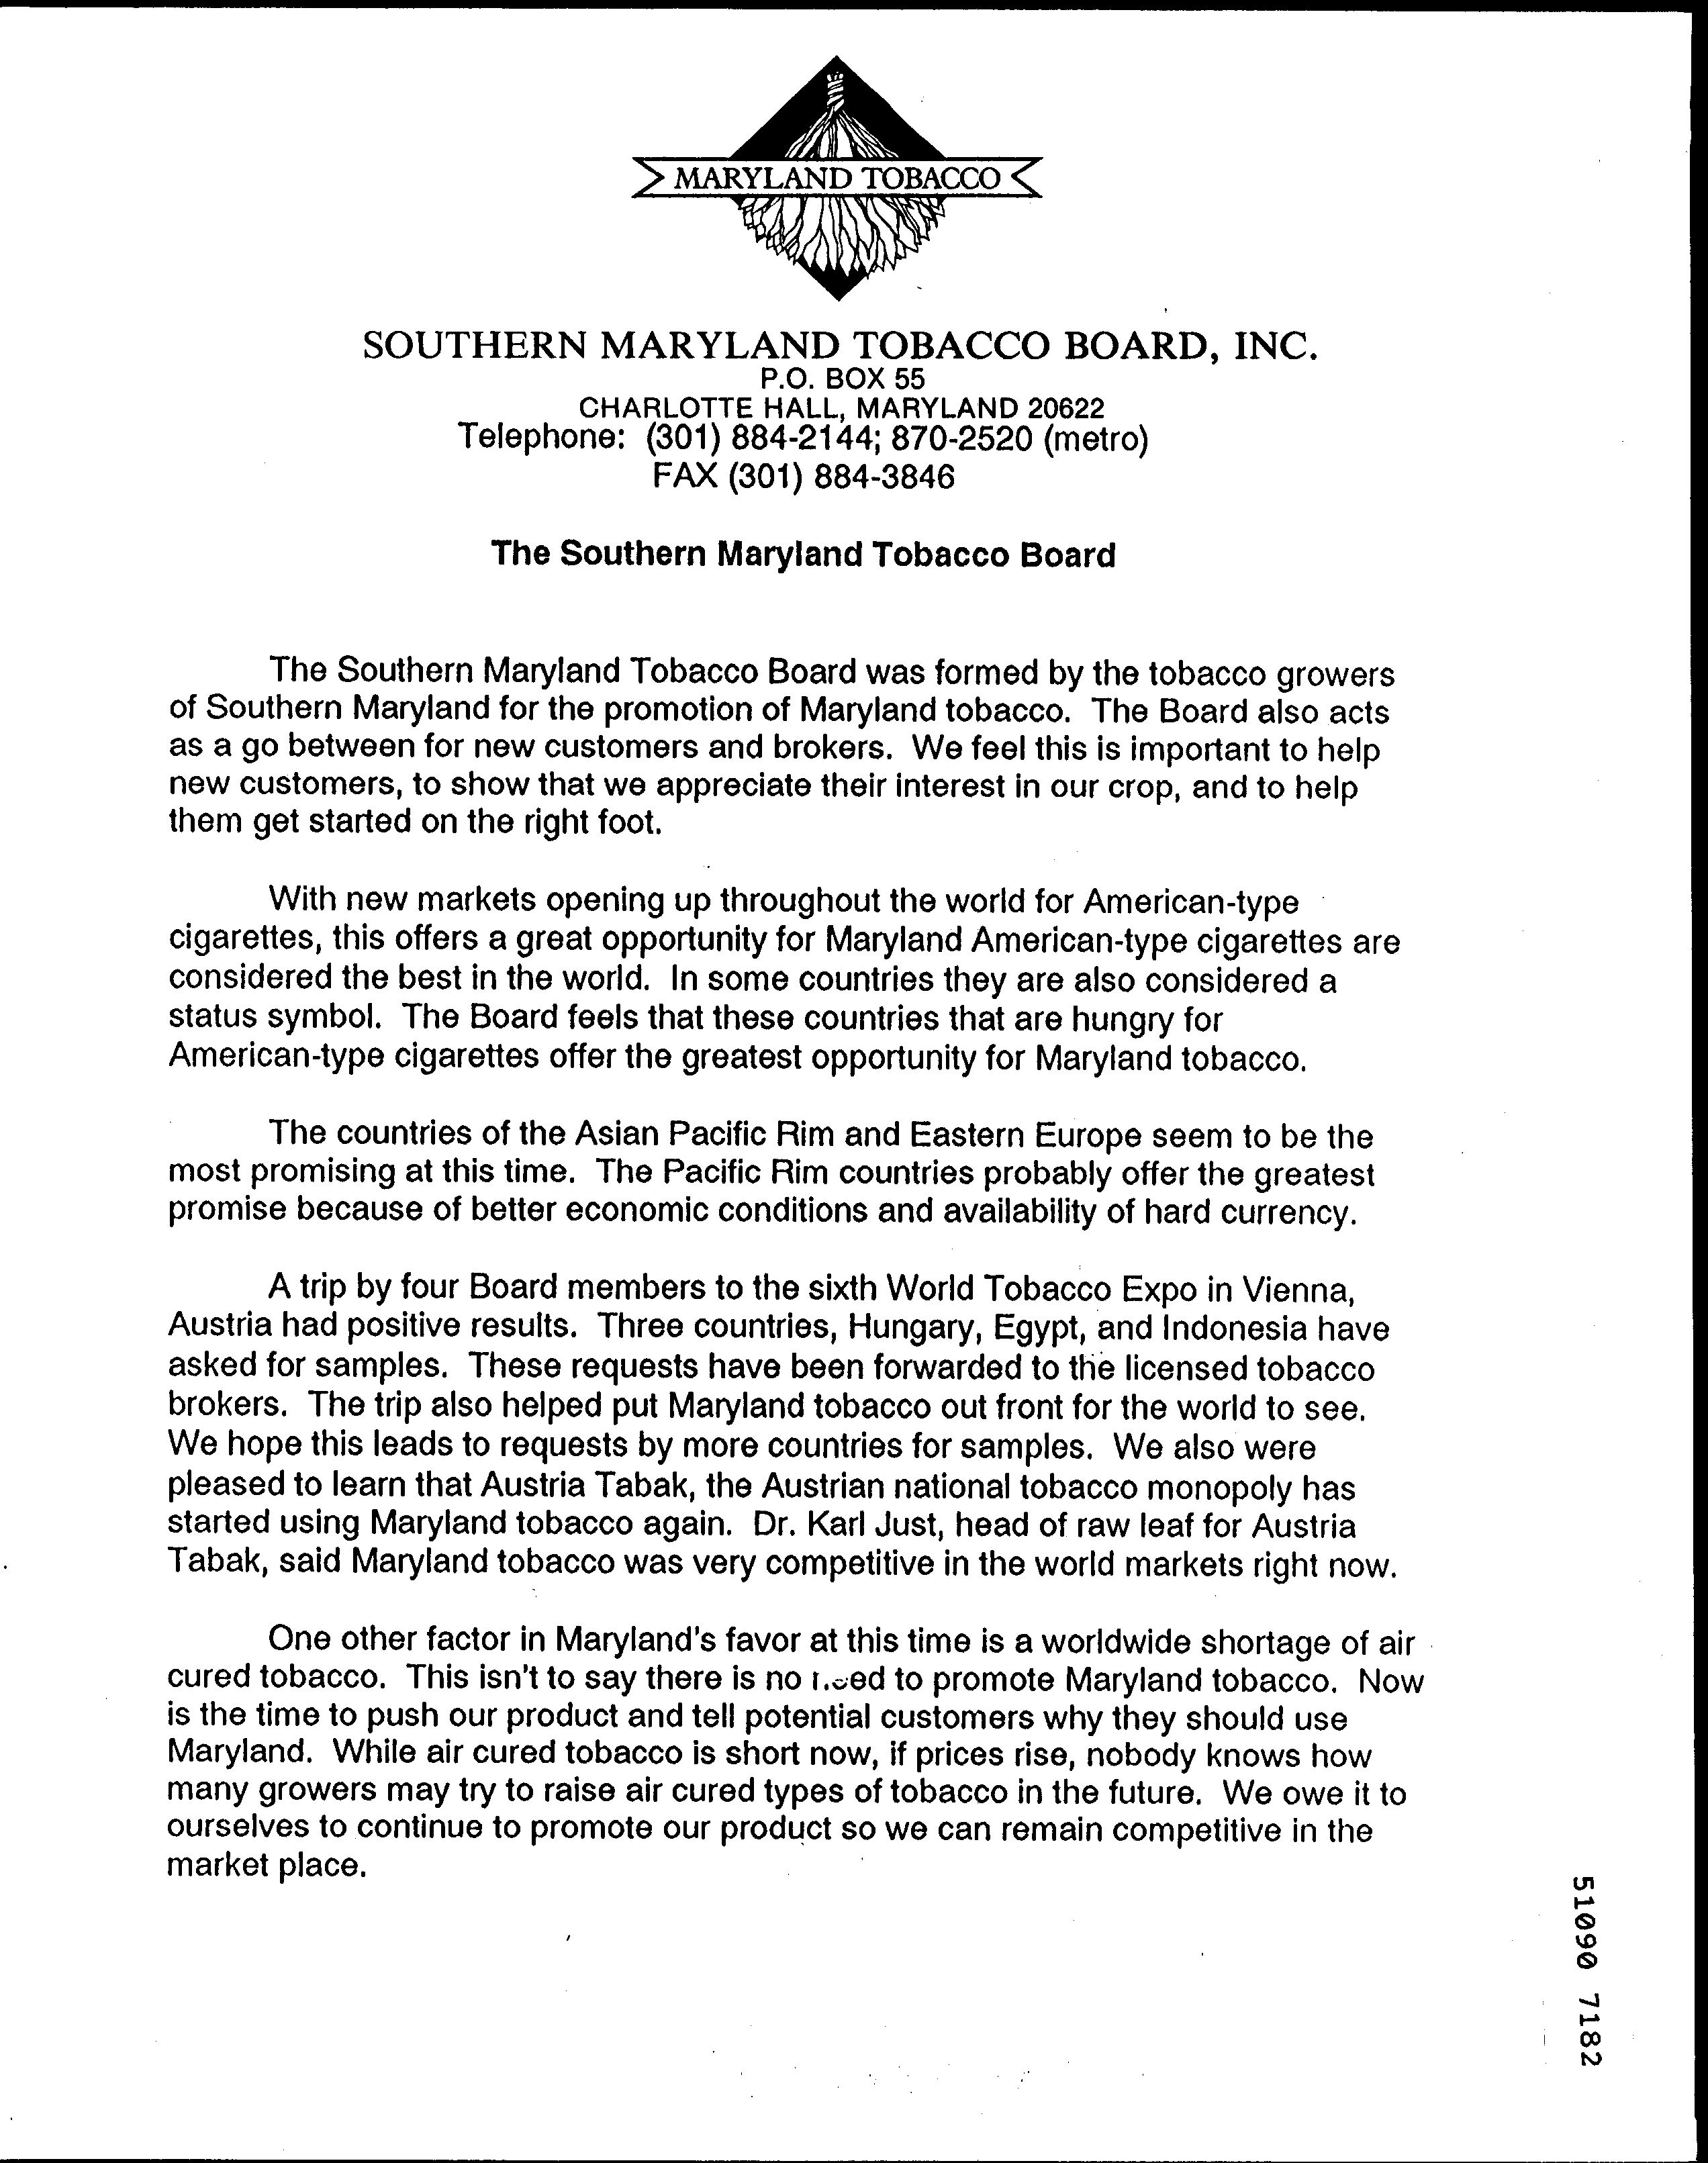 MARYLAND TOBACCO
SOUTHERN MARYLAND TOBACCO BOARD, INC.
P.O. BOX 55
CHARLOTTE HALL, MARYLAND 20622
Telephone: (301) 884-2144; 870-2520 (metro)
FAX (301) 884-3846
The Southern Maryland Tobacco Board
The Southern Maryland Tobacco Board was formed by the tobacco growers
of Southern Maryland for the promotion of Maryland tobacco. The Board also acts
as a go between for new customers and brokers. We feel this is important to help
new customers, to show that we appreciate their interest in our crop, and to help
them get started on the right foot.
With new markets opening up throughout the world for American-type
cigarettes, this offers a great opportunity for Maryland American-type cigarettes are
considered the best in the world. In some countries they are also considered a
status symbol. The Board feels that these countries that are hungry for
American-type cigarettes offer the greatest opportunity for Maryland tobacco.
The countries of the Asian Pacific Rim and Eastern Europe seem to be the
most promising at this time. The Pacific Rim countries probably offer the greatest
promise because of better economic conditions and availability of hard currency.
A trip by four Board members to the sixth World Tobacco Expo in Vienna,
Austria had positive results. Three countries, Hungary, Egypt, and Indonesia have
asked for samples. These requests have been forwarded to the licensed tobacco
brokers. The trip also helped put Maryland tobacco out front for the world to see.
We hope this leads to requests by more countries for samples. We also were
pleased to learn that Austria Tabak, the Austrian national tobacco monopoly has
started using Maryland tobacco again. Dr. Karl Just, head of raw leaf for Austria
Tabak, said Maryland tobacco was very competitive in the world markets right now.
One other factor in Maryland's favor at this time is a worldwide shortage of air
cured tobacco. This isn't to say there is no need to promote Maryland tobacco. Now
is the time to push our product and tell potential customers why they should use
Maryland. While air cured tobacco is short now, if prices rise, nobody knows how
many growers may try to raise air cured types of tobacco in the future. We owe it to
ourselves to continue to promote our product so we can remain competitive in the
market place.
51090 7182